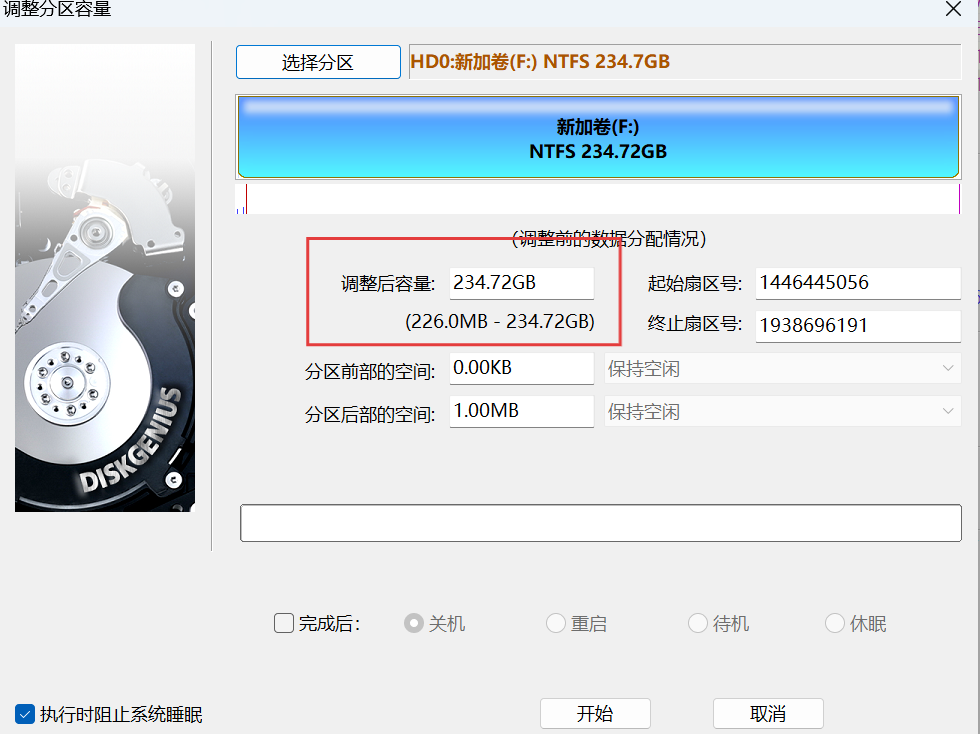 调整分区容量
选择分区
HD0:新加卷(F:) NTFS 234.7GB
新加卷(F:)
NTFS 234.72GB
(调整前的数据分配情况)
调整后容量: 234.72GB 起始扇区号: 1446445056
(226.0MB - 234.72GB) 终止扇区号: 1938696191
分区前部的空间: 0.00KB 保持空闲
分区后部的空间: 1.00MB 保持空闲
DISKGENIUS
完成后: 关机 重启 待机 休眠
执行时阻止系统睡眠 开始 取消